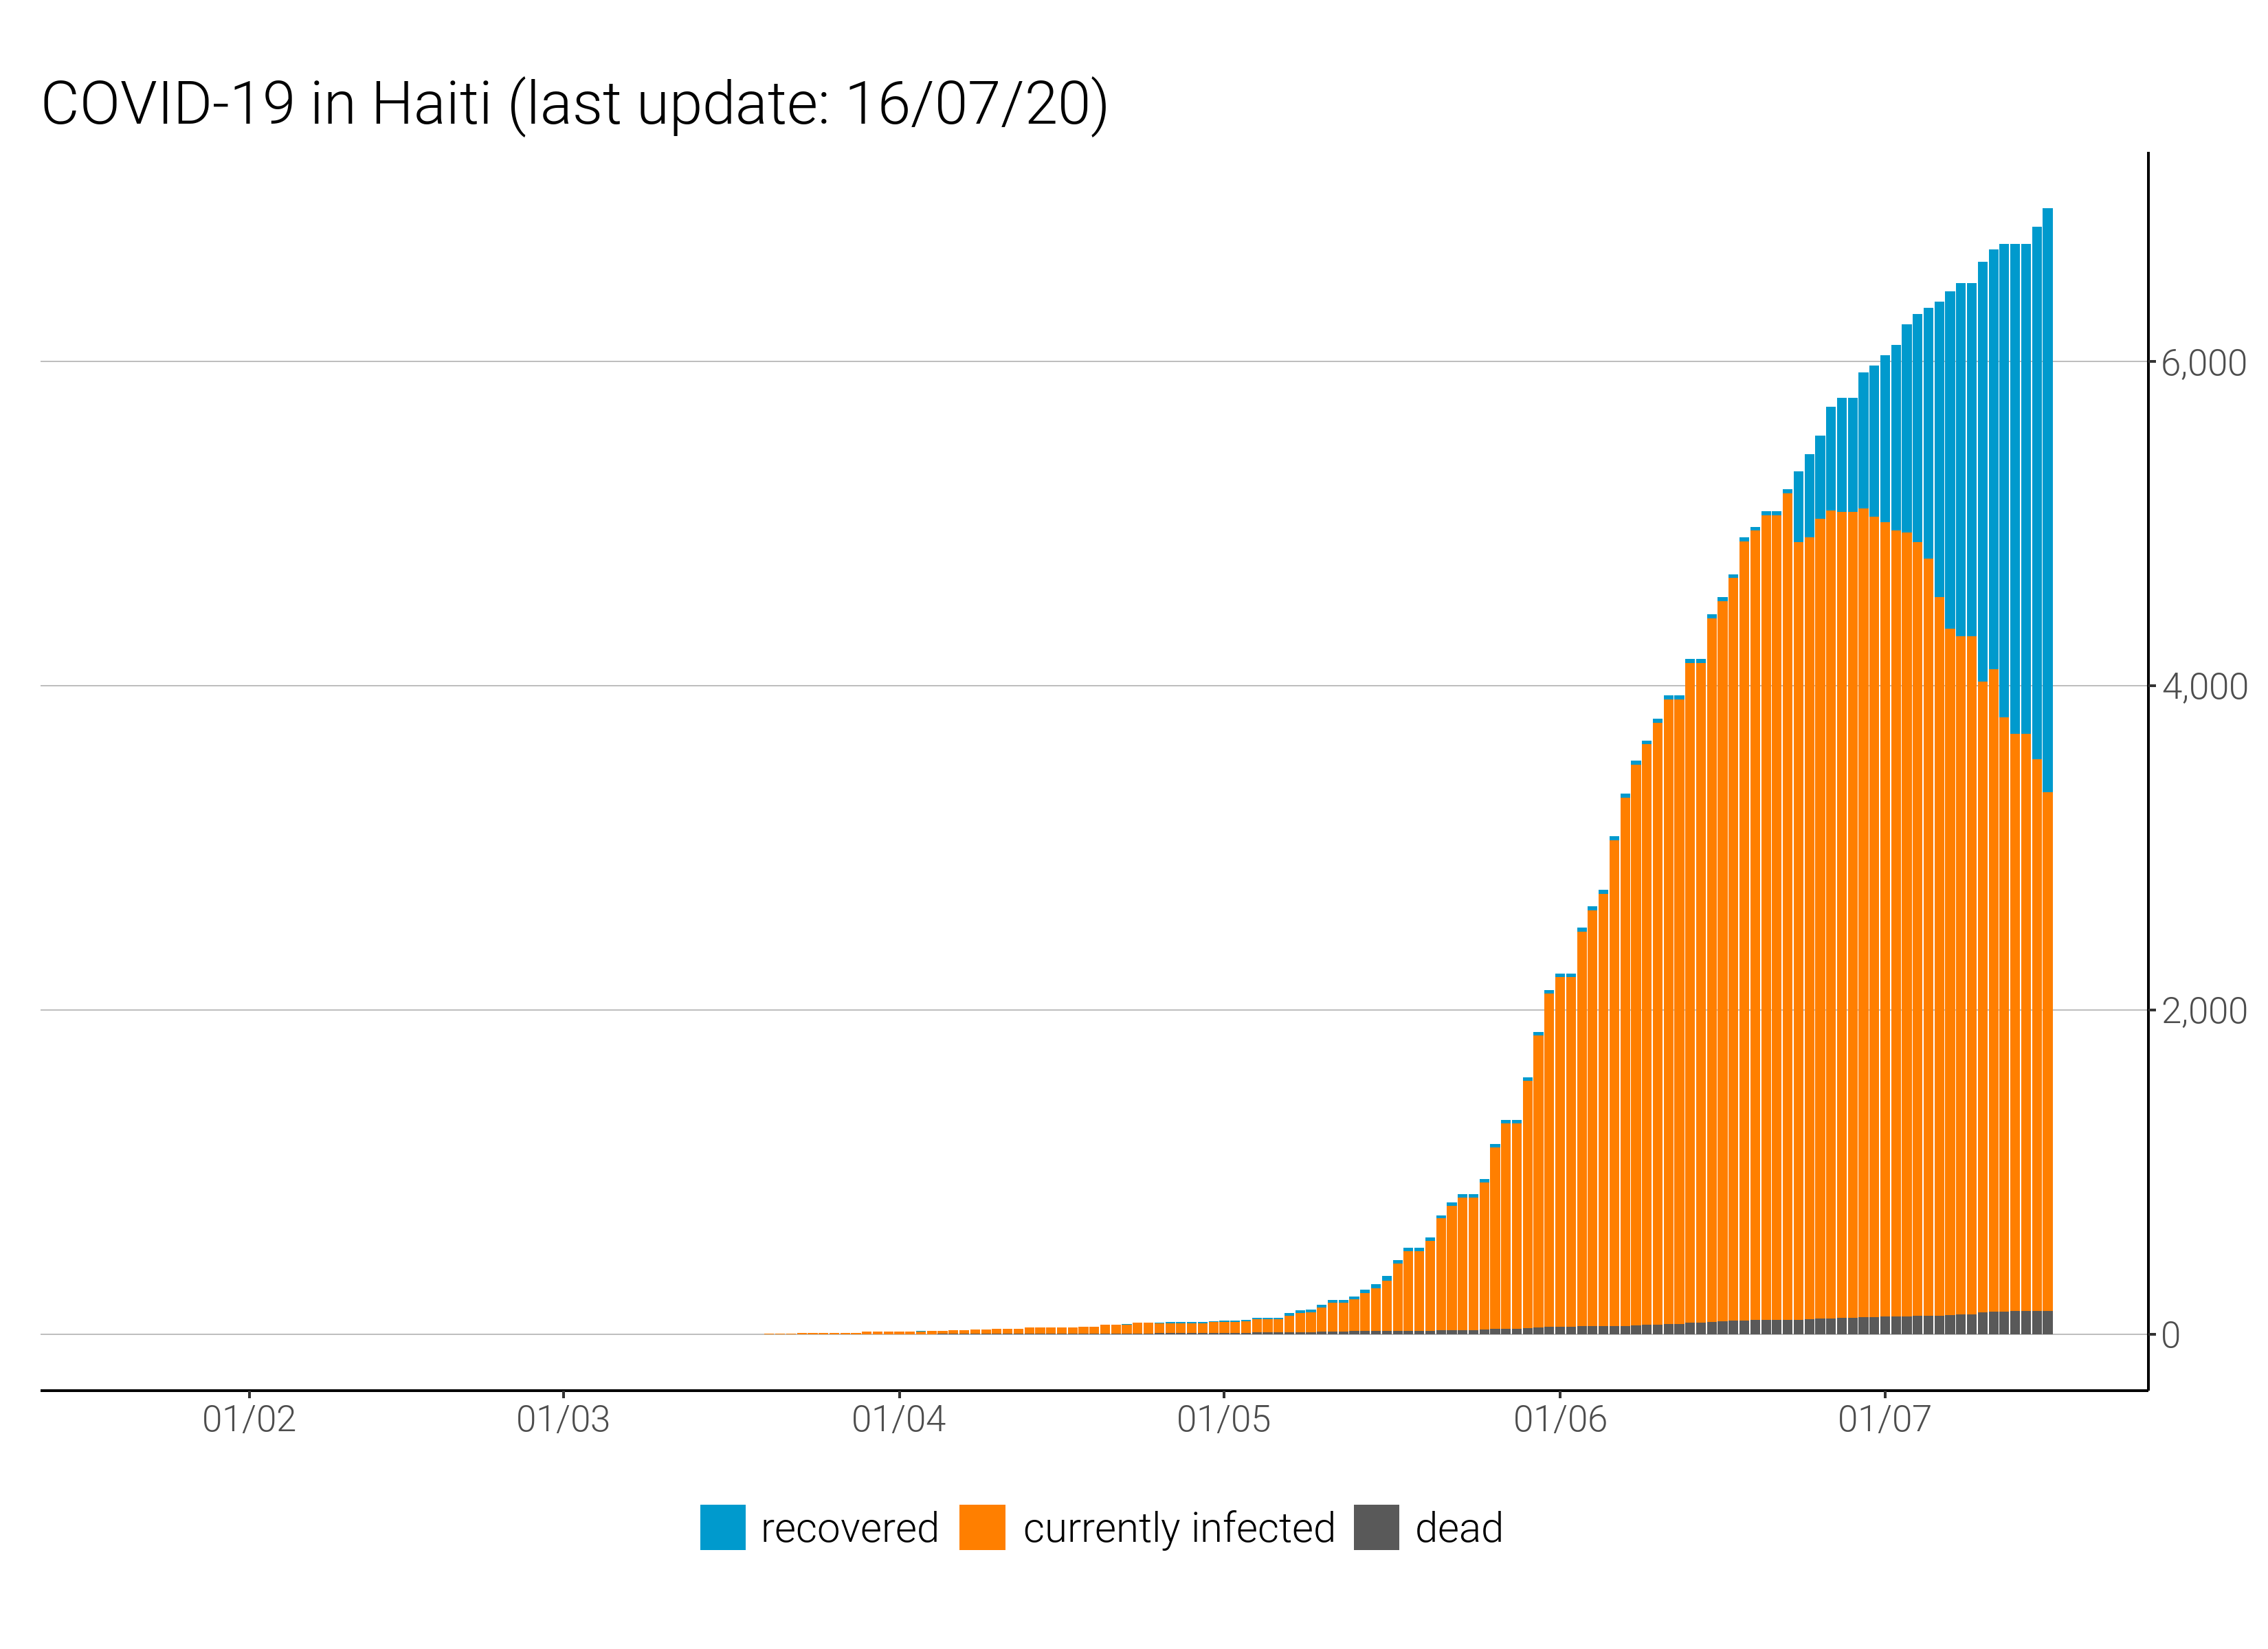 COVID-19 in Haiti (last update: 16/07/20)
6,000
4,000
2,000
0
01/02 01/03 01/04 01/05 01/06 01/07
recovered currently infected dead